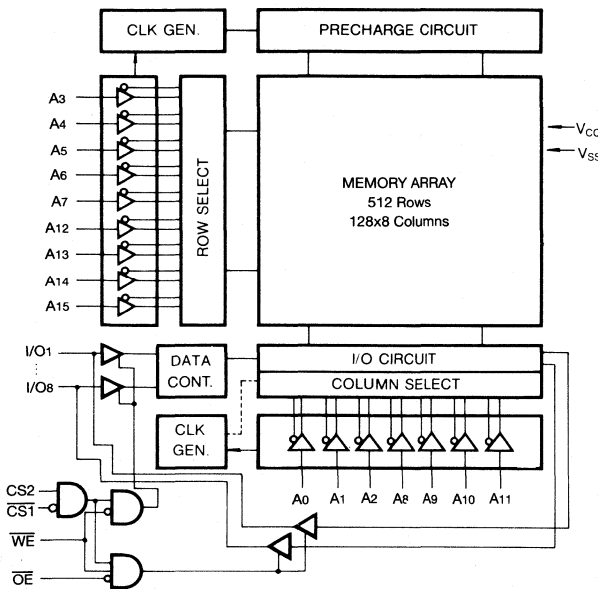 CLK GEN.
PRECHARGE CIRCUIT
A3
A4
A5
A6
A7
A12
A13
A14
A15
ROW SELECT
MEMORY ARRAY
512 Rows
128x8 Columns
VCC
VSS
I/O1
I/O8
DATA
CONT.
I/O CIRCUIT
COLUMN SELECT
CLK
GEN.
A0 A1 A2 A8 A9 A10 A11
CS2
CS1
WE
OE